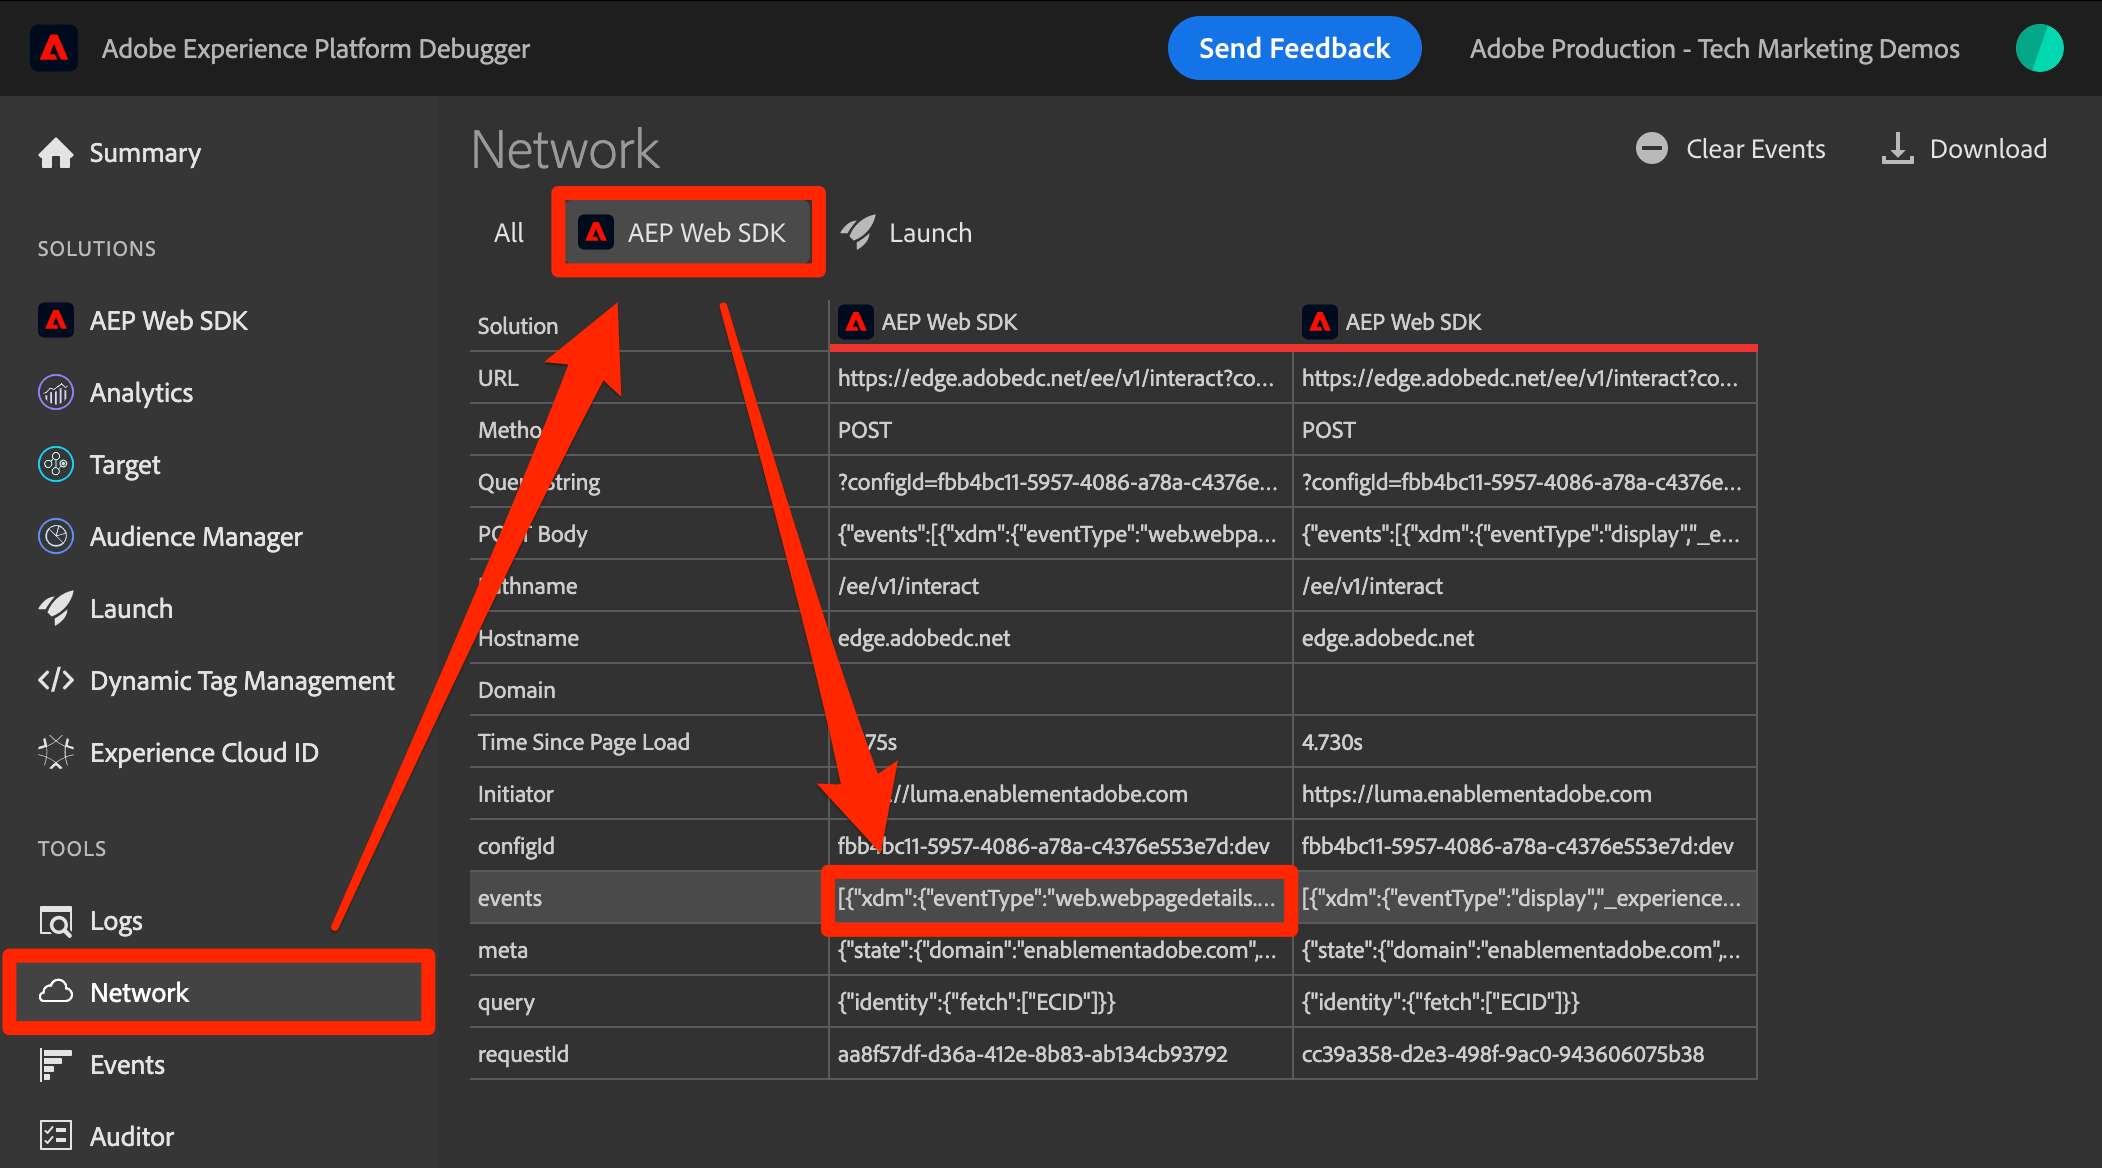 Adobe Experience Platform Debugger
Send Feedback
Adobe Production - Tech Marketing Demos
Summary
SOLUTIONS
AEP Web SDK
Analytics
Target
Audience Manager
Launch
Dynamic Tag Management
Experience Cloud ID
TOOLS
Logs
Network
Events
Auditor
Network
Clear Events
Download
All
AEP Web SDK
Launch
Solution AEP Web SDK AEP Web SDK
URL https://edge.adobedc.net/ee/v1/interact?co... https://edge.adobedc.net/ee/v1/interact?co...
Metho POST POST
Que String ?configId=fbb4bc11-5957-4086-a78a-c4376e... ?configId=fbb4bc11-5957-4086-a78a-c4376e...
Body {"events":[{"xdm":{"eventType":"web.webpa... {"events":[{"xdm":{"eventType":"display","_e...
thname /ee/v1/interact /ee/v1/interact
Hostname edge.adobedc.net edge.adobedc.net
Domain
Time Since Page Load 75s 4.730s
Initiator //luma.enablementadobe.com https://luma.enablementadobe.com
configId fbb4bc11-5957-4086-a78a-c4376e553e7d:dev fbb4bc11-5957-4086-a78a-c4376e553e7d:dev
events [{"xdm":{"eventType":"web.webpagedetails.... [{"xdm":{"eventType":"display","_experience...
meta {"state":{"domain":"enablementadobe.com",... {"state":{"domain":"enablementadobe.com",...
query {"identity":{"fetch":["ECID"]}} {"identity":{"fetch":["ECID"]}}
requestId aa8f57df-d36a-412e-8b83-ab134cb93792 cc39a358-d2e3-498f-9ac0-943606075b38